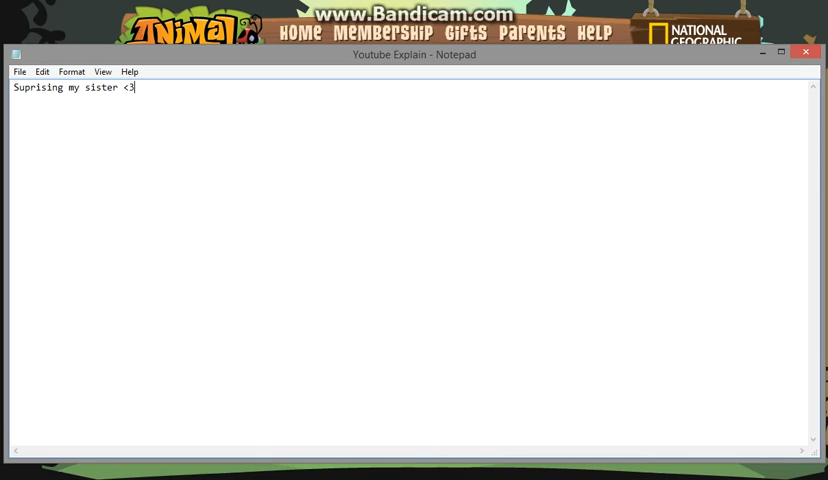 www.Bandicam.com
ANiMAL HOME MEMBERSHIP GIFTS PARENTS HELP NATIONAL
GEOGRAPHIC
Youtube Explain - Notepad
File Edit Format View Help
Suprising my sister <3